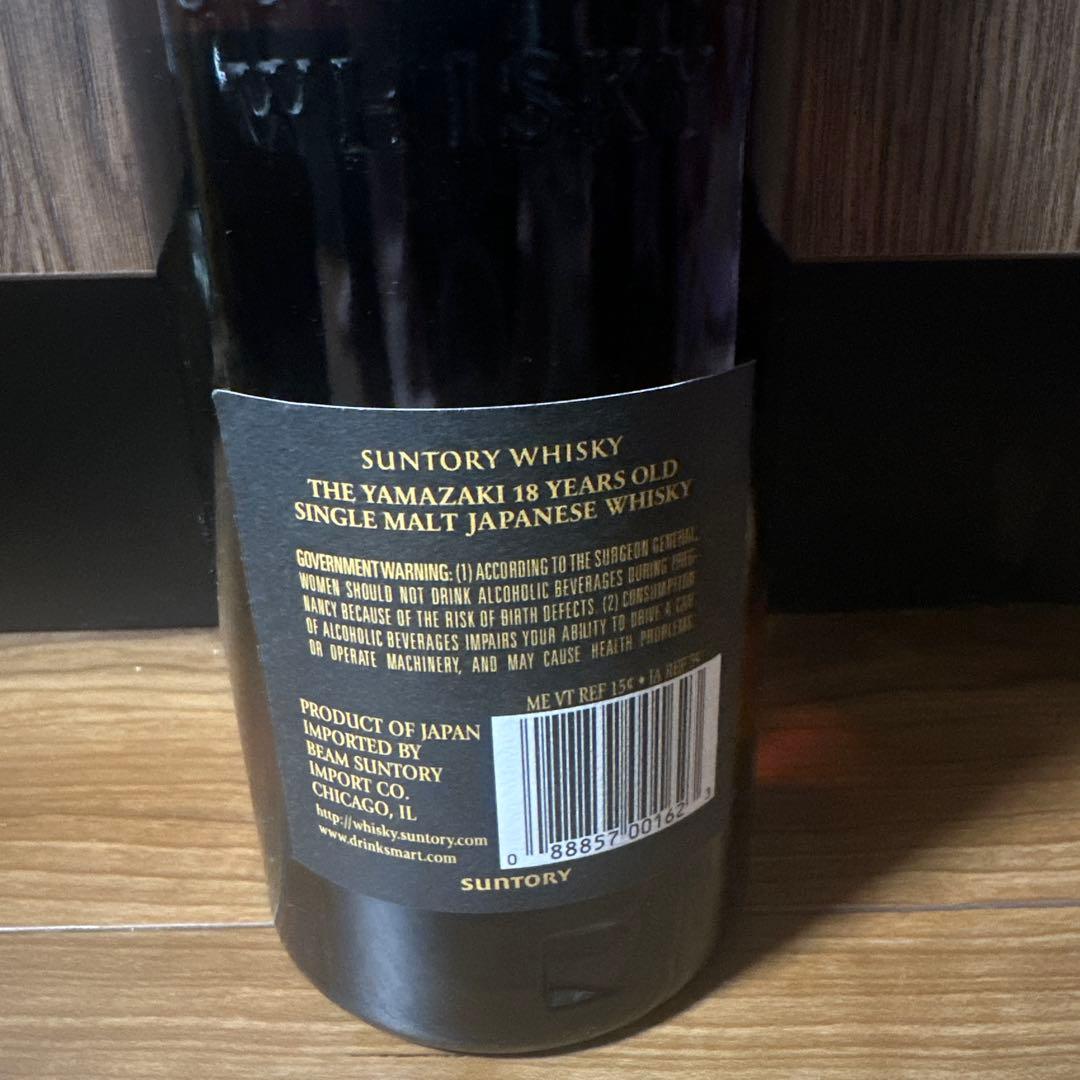 WHISKY
SUNTORY WHISKY
THE YAMAZAKI 18 YEARS OLD
SINGLE MALT JAPANESE WHISKY
GOVERNMENT WARNING: (1) ACCORDING TO THE SURGEON GENERAL,
WOMEN SHOULD NOT DRINK ALCOHOLIC BEVERAGES DURING PREG-
NANCY BECAUSE OF THE RISK OF BIRTH DEFECTS. (2) CONSUMPTION
OF ALCOHOLIC BEVERAGES IMPAIRS YOUR ABILITY TO DRIVE A CAR
OR OPERATE MACHINERY, AND MAY CAUSE HEALTH PROBLEMS.
ME VT REF 15¢ • IA REF 5¢
PRODUCT OF JAPAN
IMPORTED BY
BEAM SUNTORY
IMPORT CO.
CHICAGO, IL
http://whisky.suntory.com
www.drinksmart.com
0 88857 00162 3
SUNTORY